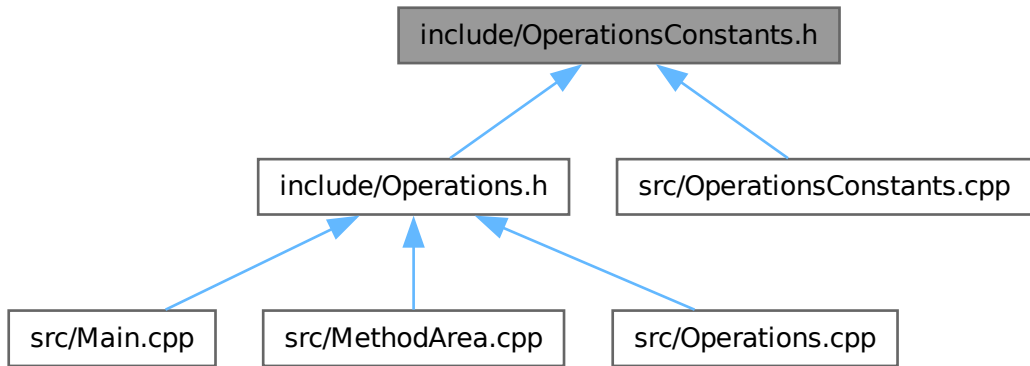 include/OperationsConstants.h
include/Operations.h
src/OperationsConstants.cpp
src/Main.cpp
src/MethodArea.cpp
src/Operations.cpp